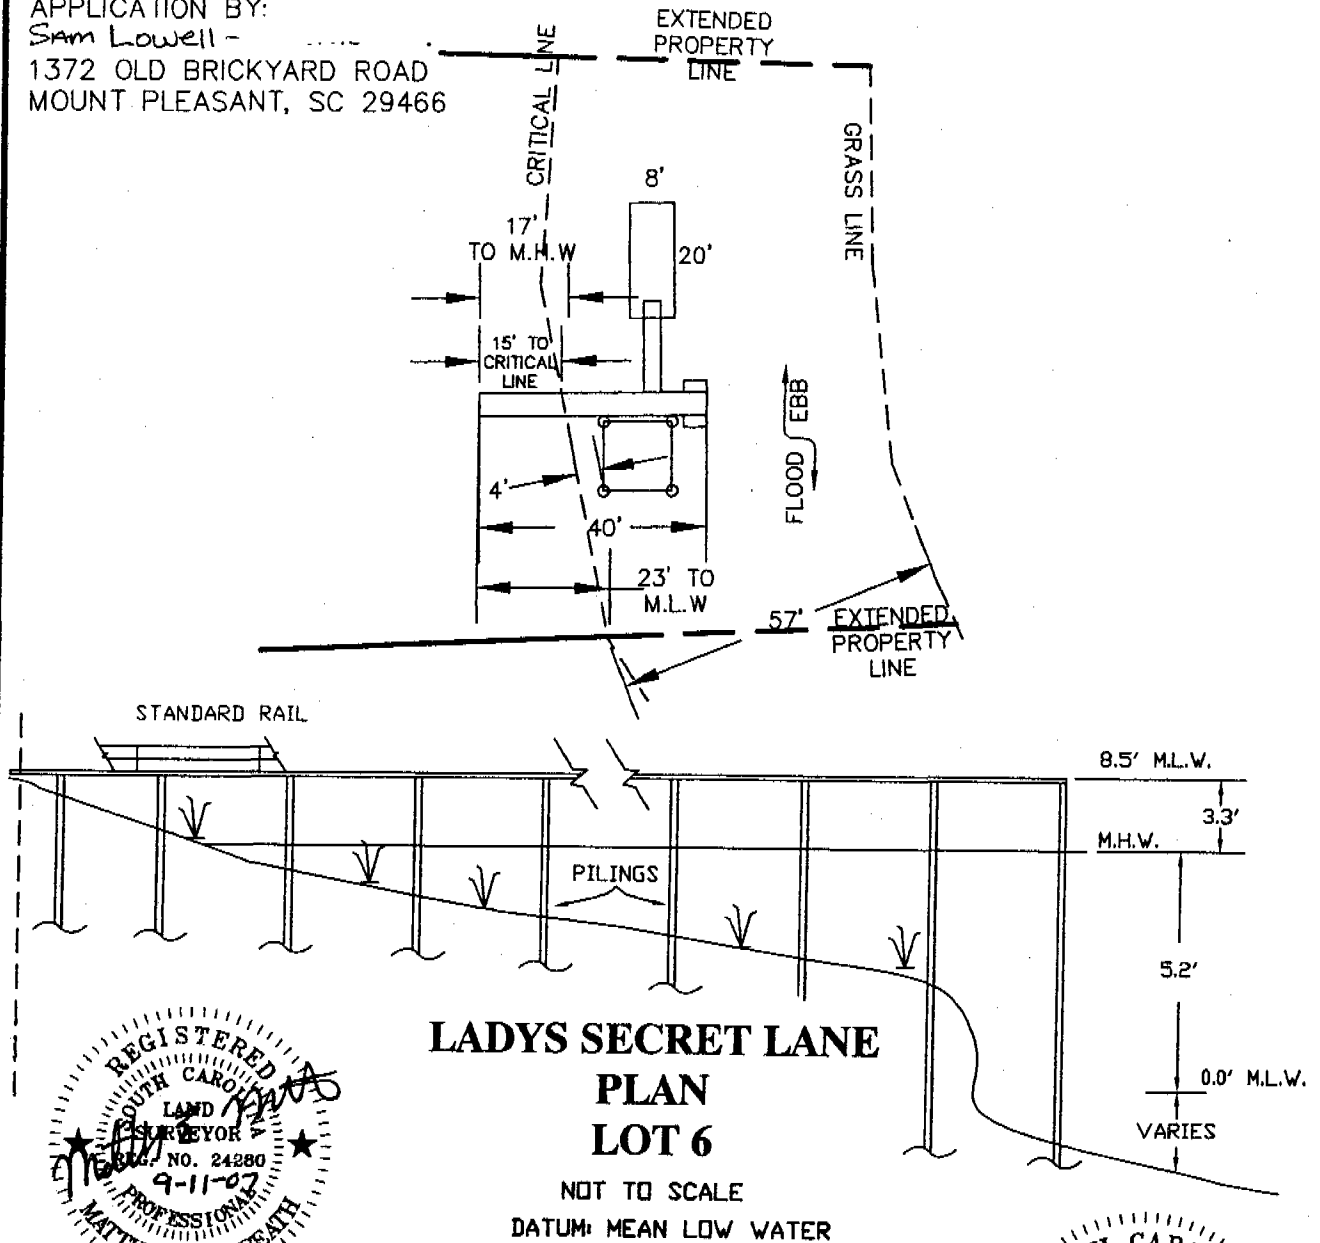 APPLICATION BY:
Sam Lowell -
1372 OLD BRICKYARD ROAD
MOUNT PLEASANT, SC 29466
EXTENDED
PROPERTY
LINE
CRITICAL LINE
GRASS LINE
8'
20'
17'
TO M.H.W
15' TO
CRITICAL
LINE
EBB
FLOOD
4'
40'
23' TO
M.L.W
57'
EXTENDED
PROPERTY
LINE
STANDARD RAIL
8.5' M.L.W.
3.3'
M.H.W.
PILINGS
5.2'
0.0' M.L.W.
VARIES
LADYS SECRET LANE
PLAN
LOT 6
NOT TO SCALE
DATUM: MEAN LOW WATER
REGISTERED
SOUTH CAROLINA
LAND
SURVEYOR
REG. NO. 24280
9-11-07
PROFESSIONAL